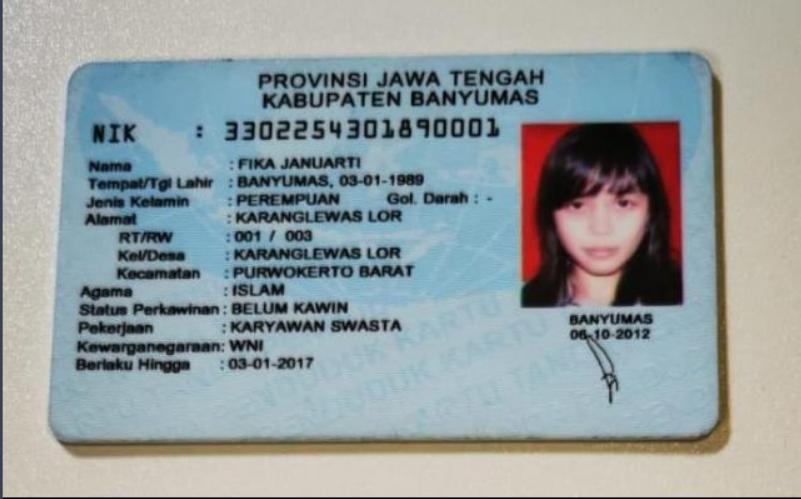 PROVINSI JAWA TENGAH
KABUPATEN BANYUMAS
NIK : 3302254301890001
Nama : FIKA JANUARTI
Tempat/Tgl Lahir : BANYUMAS, 03-01-1989
Jenis Kelamin : PEREMPUAN Gol. Darah : -
Alamat : KARANGLEWAS LOR
RT/RW : 001 / 003
Kel/Desa : KARANGLEWAS LOR
Kecamatan : PURWOKERTO BARAT
Agama : ISLAM
Status Perkawinan : BELUM KAWIN
Pekerjaan : KARYAWAN SWASTA
Kewarganegaraan: WNI
Berlaku Hingga : 03-01-2017
BANYUMAS
06-10-2012